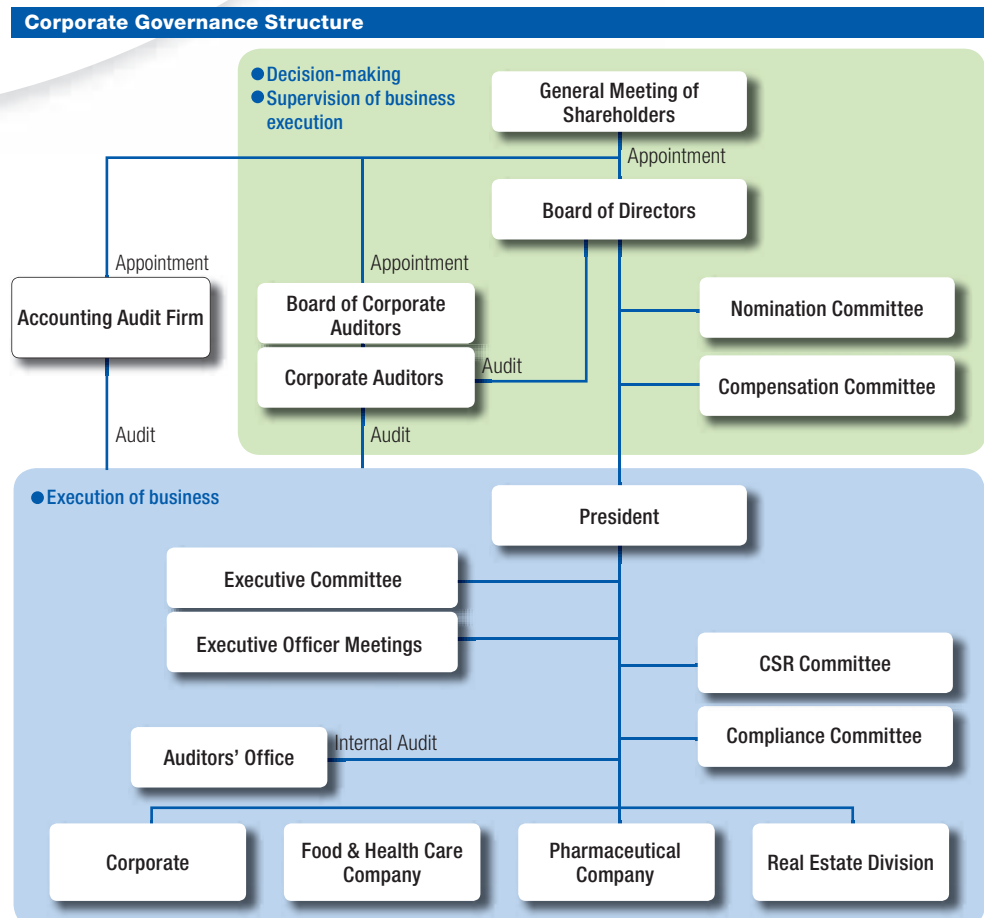 Corporate Governance Structure
● Decision-making
● Supervision of business
execution
General Meeting of
Shareholders
Appointment
Board of Directors
Appointment
Appointment
Accounting Audit Firm
Board of Corporate
Auditors
Nomination Committee
Corporate Auditors
Audit
Compensation Committee
Audit
Audit
● Execution of business
President
Executive Committee
Executive Officer Meetings
CSR Committee
Compliance Committee
Auditors' Office
Internal Audit
Corporate
Food & Health Care
Company
Pharmaceutical
Company
Real Estate Division